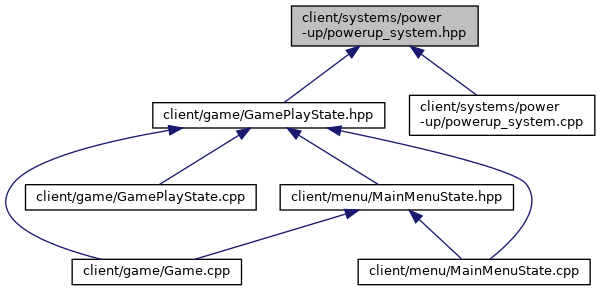 client/systems/power
-up/powerup_system.hpp
client/game/GamePlayState.hpp
client/systems/power
-up/powerup_system.cpp
client/game/GamePlayState.cpp
client/menu/MainMenuState.hpp
client/game/Game.cpp
client/menu/MainMenuState.cpp